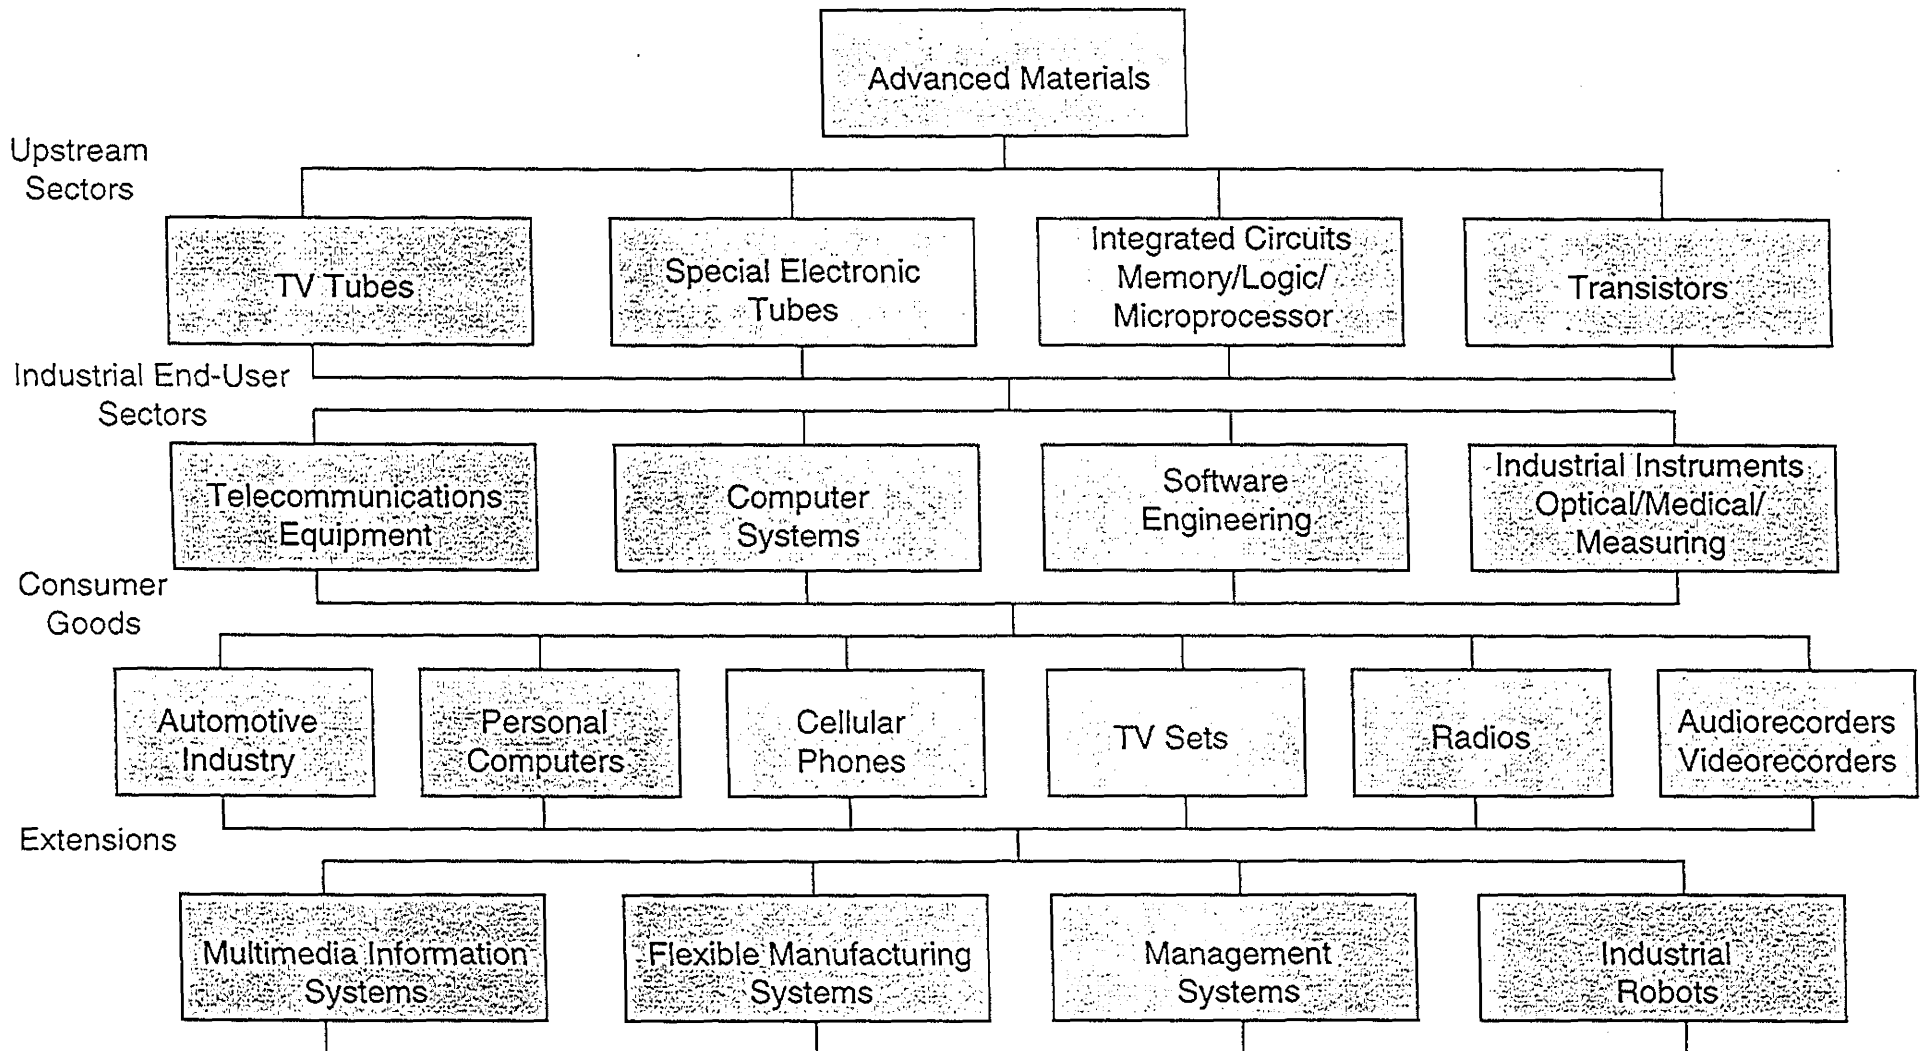 Advanced Materials
Upstream
Sectors
TV Tubes
Special Electronic
Tubes
Integrated Circuits
Memory/Logic/
Microprocessor
Transistors
Industrial End-User
Sectors
Telecommunications
Equipment
Computer
Systems
Software
Engineering
Industrial Instruments
Optical/Medical/
Measuring
Consumer
Goods
Automotive
Industry
Personal
Computers
Cellular
Phones
TV Sets
Radios
Audiorecorders
Videorecorders
Extensions
Multimedia Information
Systems
Flexible Manufacturing
Systems
Management
Systems
Industrial
Robots